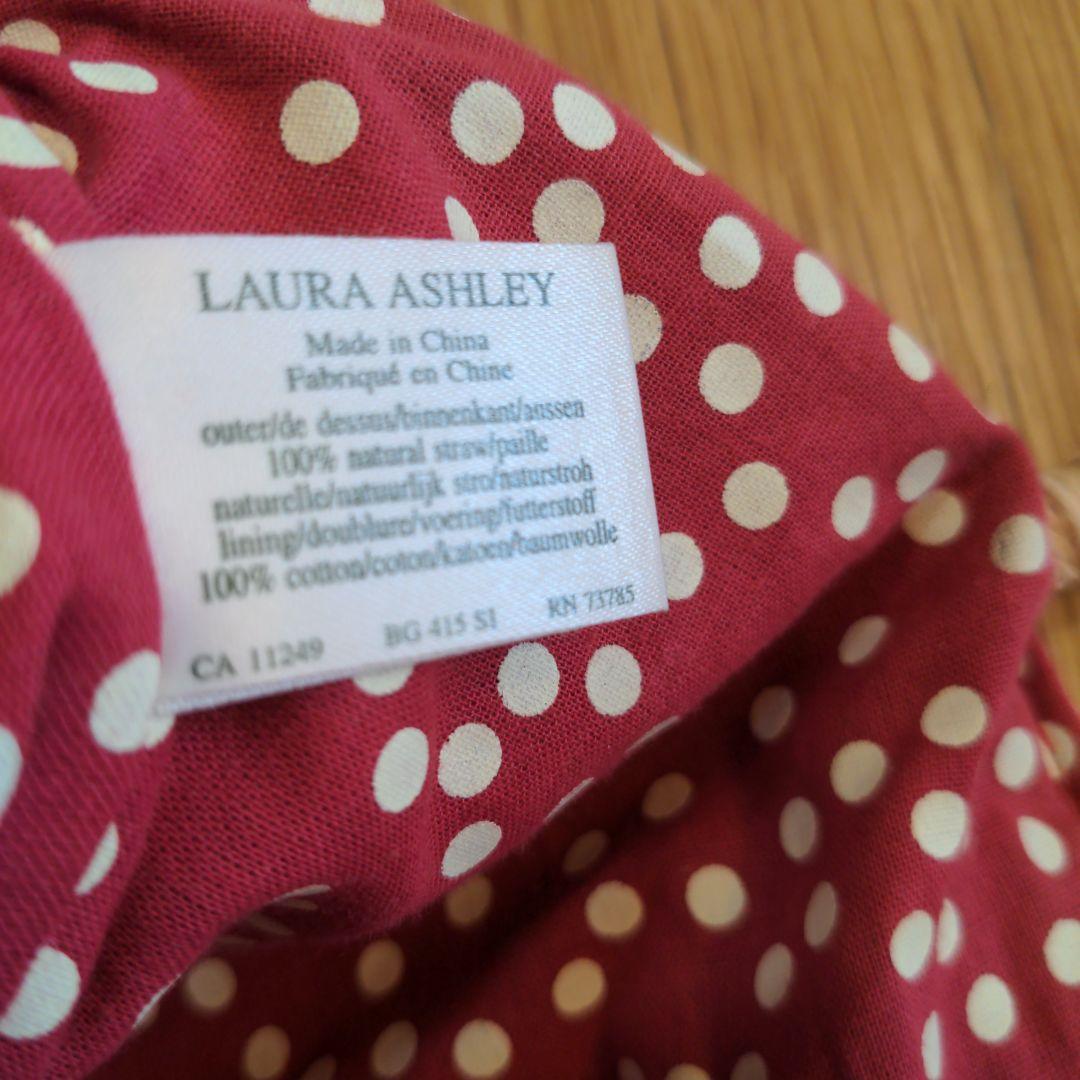 LAURA ASHLEY
Made in China
Fabriqué en Chine
outer/de dessus/binnenkant/aussen
100% natural straw/paille
naturelle/natuurlijk stro/naturstroh
lining/doublure/voering/futterstoff
100% cotton/coton/katoen/baumwolle
CA 11249 BG 415 SI RN 73785